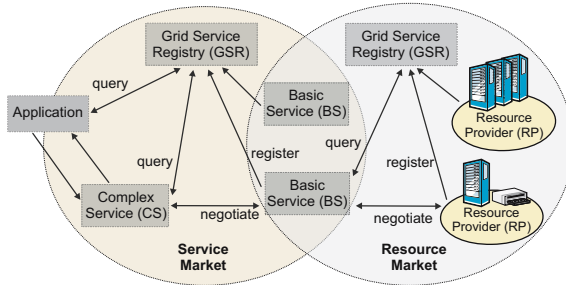 Grid Service
Registry (GSR)
Grid Service
Registry (GSR)
query
Application
Basic
Service (BS)
Resource
Provider (RP)
query
register
query
register
Complex
Service (CS)
negotiate
Basic
Service (BS)
negotiate
Resource
Provider (RP)
Service
Market
Resource
Market